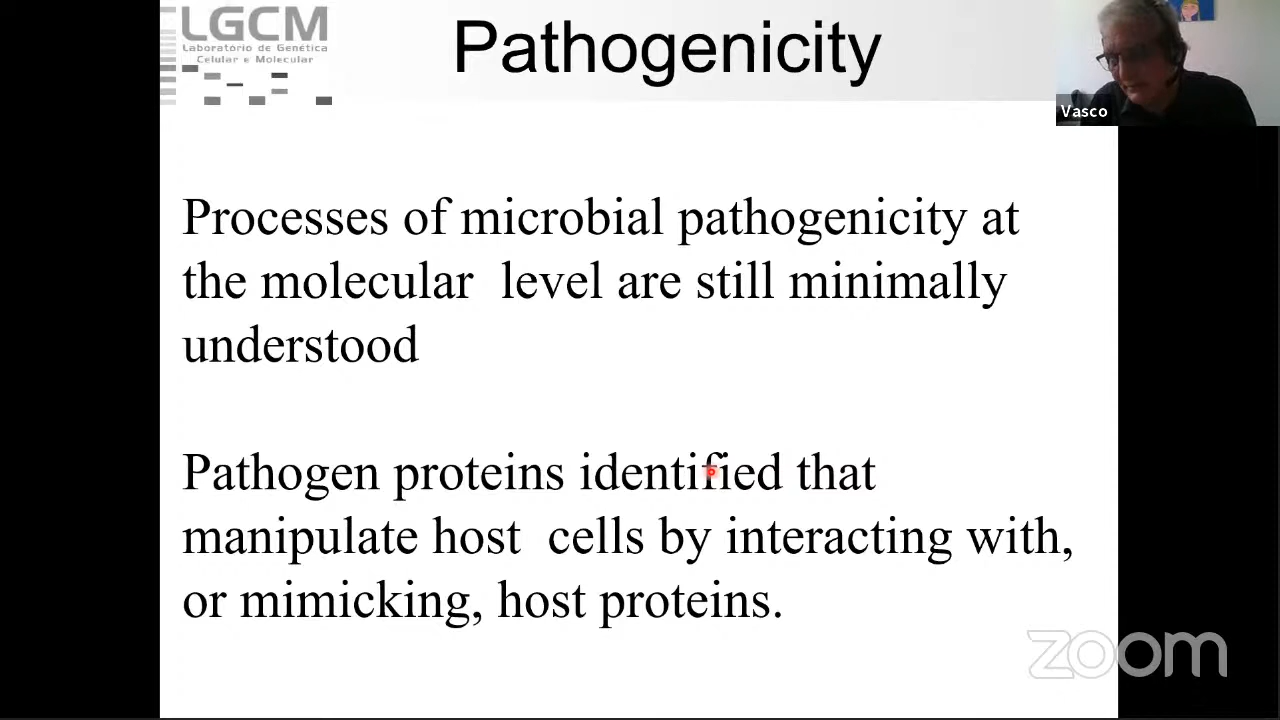 LGCM
Laboratório de Genética
Celular e Molecular
Pathogenicity
Vasco
Processes of microbial pathogenicity at
the molecular level are still minimally
understood
Pathogen proteins identified that
manipulate host cells by interacting with,
or mimicking, host proteins.
zoom